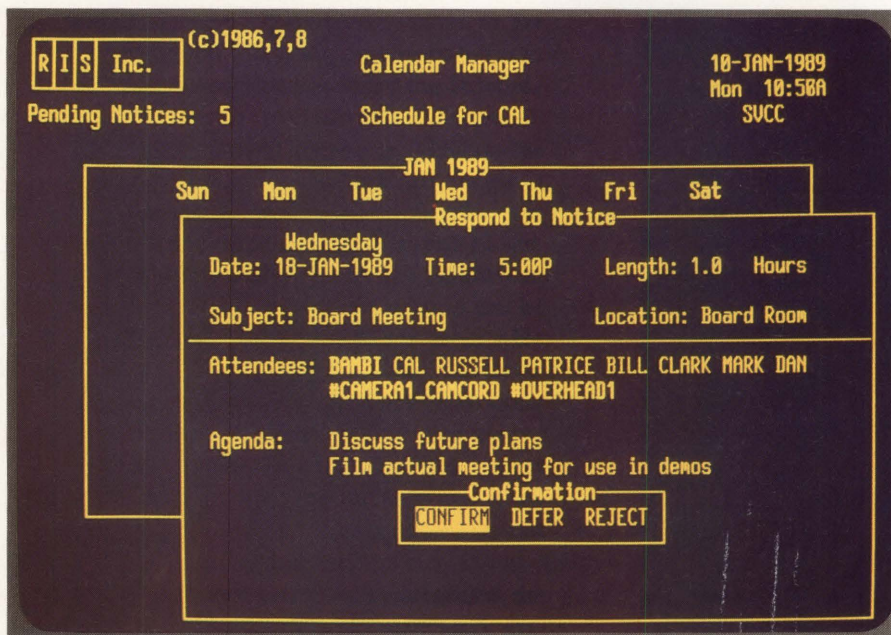 (c)1986,7,8
RIS Inc. Calendar Manager 10-JAN-1989
Mon 10:50A
Pending Notices: 5 Schedule for CAL SVCC
JAN 1989
Sun Mon Tue Wed Thu Fri Sat
Respond to Notice
Wednesday
Date: 18-JAN-1989 Time: 5:00P Length: 1.0 Hours
Subject: Board Meeting Location: Board Room
Attendees: BAMBI CAL RUSSELL PATRICE BILL CLARK MARK DAN
#CAMERA1_CAMCORD #OVERHEAD1
Agenda: Discuss future plans
Film actual meeting for use in demos
Confirmation
CONFIRM DEFER REJECT